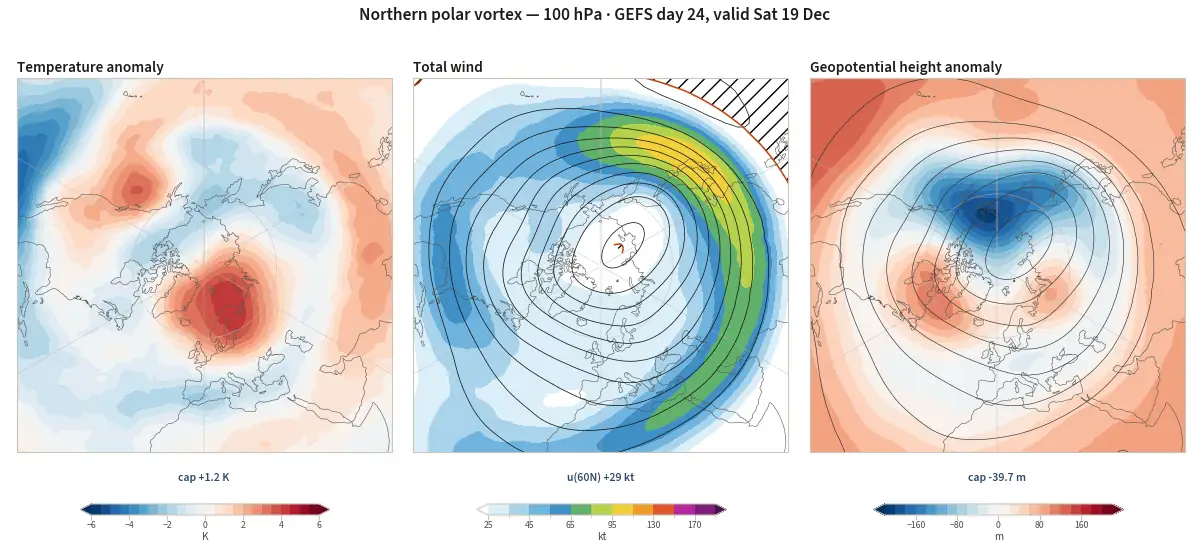 Northern polar vortex — 100 hPa · GEFS day 24, valid Sat 19 Dec
Temperature anomaly
Total wind
Geopotential height anomaly
cap +1.2 K
u(60N) +29 kt
cap -39.7 m
−6 −4 −2 0 2 4 6
K
25 45 65 95 130 170
kt
−160 −80 0 80 160
m